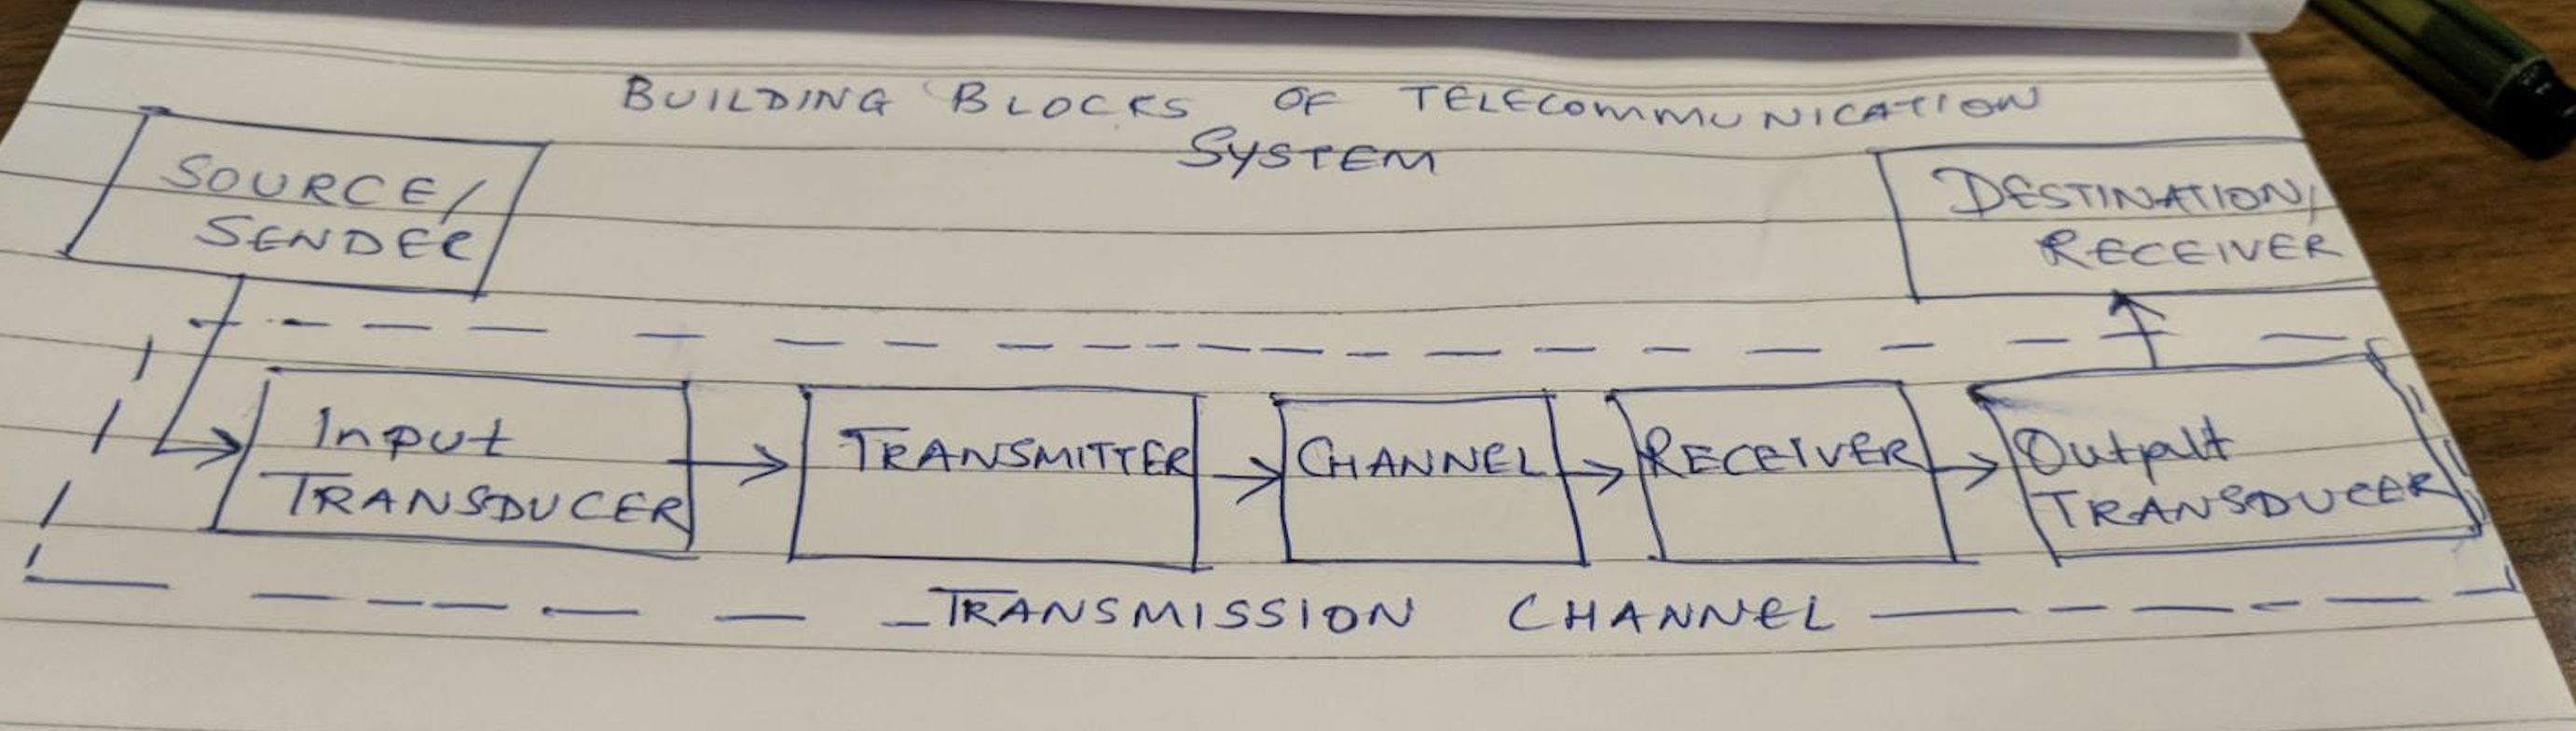 BUILDING BLOCKS OF TELECOMMUNICATION
SYSTEM
SOURCE/
SENDER
DESTINATION/
RECEIVER
Input
TRANSDUCER
TRANSMITTER
CHANNEL
RECEIVER
Output
TRANSDUCER
TRANSMISSION CHANNEL